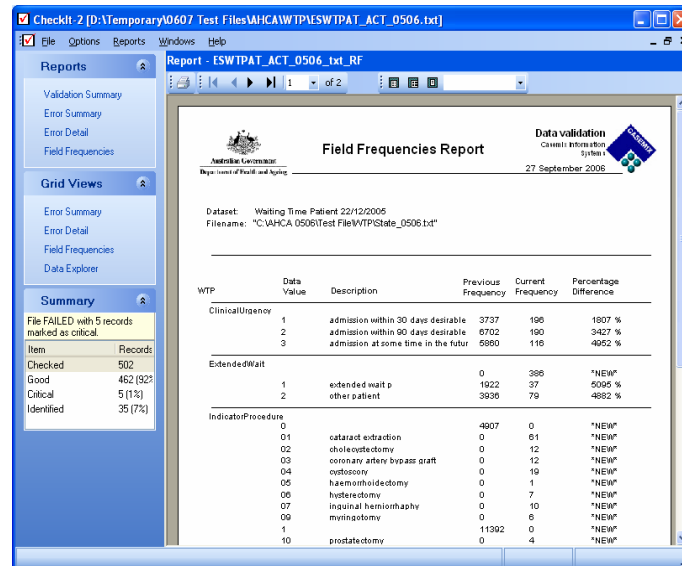 CheckIt-2 [D:\Temporary\0607 Test Files\AHCA\WTP\ESWTPAT_ACT_0506.txt]
File Options Reports Windows Help
Reports
Validation Summary
Error Summary
Error Detail
Field Frequencies
Grid Views
Error Summary
Error Detail
Field Frequencies
Data Explorer
Summary
File FAILED with 5 records
marked as critical.
Item Records
Checked 502
Good 462 (92%
Critical 5 (1%)
Identified 35 (7%)
Report - ESWTPAT_ACT_0506_txt_RF
1 of 2
Australian Government
Department of Health and Ageing
Field Frequencies Report
Data validation
Casemix Information
Systems
27 September 2006
CASEMIX
Dataset: Waiting Time Patient 22/12/2005
Filename: "C:\AHCA 0506\Test File\WTP\State_0506.txt"
WTP Data Value Description Previous Frequency Current Frequency Percentage Difference
ClinicalUrgency
1 admission within 30 days desirable 3737 196 1807 %
2 admission within 90 days desirable 6702 190 3427 %
3 admission at some time in the futur 5860 116 4952 %
ExtendedWait
0 386 *NEW*
1 extended wait p 1922 37 5095 %
2 other patient 3936 79 4882 %
IndicatorProcedure
0 4907 0 *NEW*
01 cataract extraction 0 61 *NEW*
02 cholecystectomy 0 12 *NEW*
03 coronary artery bypass graft 0 12 *NEW*
04 cystoscopy 0 19 *NEW*
05 haemorrhoidectomy 0 1 *NEW*
06 hysterectomy 0 7 *NEW*
07 inguinal herniorrhaphy 0 10 *NEW*
09 myringotomy 0 6 *NEW*
1 11392 0 *NEW*
10 prostatectomy 0 4 *NEW*